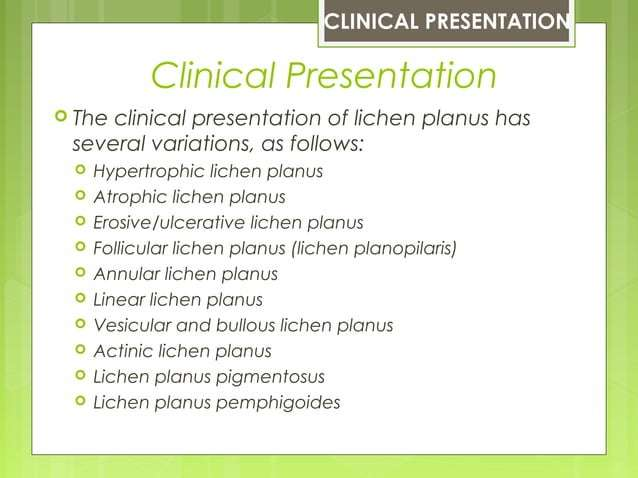 CLINICAL PRESENTATION
Clinical Presentation
The clinical presentation of lichen planus has
several variations, as follows:
Hypertrophic lichen planus
Atrophic lichen planus
Erosive/ulcerative lichen planus
Follicular lichen planus (lichen planopilaris)
Annular lichen planus
Linear lichen planus
Vesicular and bullous lichen planus
Actinic lichen planus
Lichen planus pigmentosus
Lichen planus pemphigoides